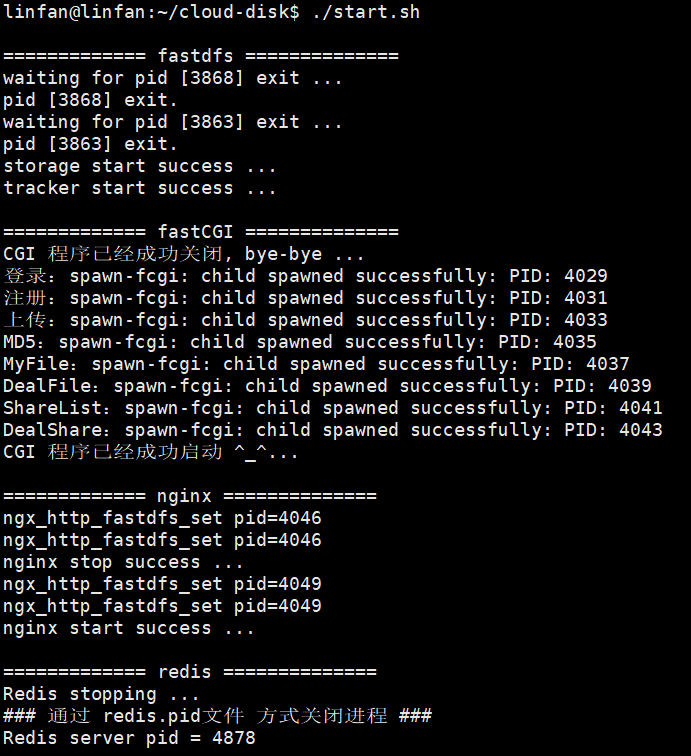 linfan@linfan:~/cloud-disk$ ./start.sh
============= fastdfs ==============
waiting for pid [3868] exit ...
pid [3868] exit.
waiting for pid [3863] exit ...
pid [3863] exit.
storage start success ...
tracker start success ...
============= fastCGI ==============
CGI 程序已经成功关闭, bye-bye ...
登录：spawn-fcgi: child spawned successfully: PID: 4029
注册：spawn-fcgi: child spawned successfully: PID: 4031
上传：spawn-fcgi: child spawned successfully: PID: 4033
MD5：spawn-fcgi: child spawned successfully: PID: 4035
MyFile：spawn-fcgi: child spawned successfully: PID: 4037
DealFile：spawn-fcgi: child spawned successfully: PID: 4039
ShareList：spawn-fcgi: child spawned successfully: PID: 4041
DealShare：spawn-fcgi: child spawned successfully: PID: 4043
CGI 程序已经成功启动 ^_^...
============= nginx ==============
ngx_http_fastdfs_set pid=4046
ngx_http_fastdfs_set pid=4046
nginx stop success ...
ngx_http_fastdfs_set pid=4049
ngx_http_fastdfs_set pid=4049
nginx start success ...
============= redis ==============
Redis stopping ...
### 通过 redis.pid文件 方式关闭进程 ###
Redis server pid = 4878